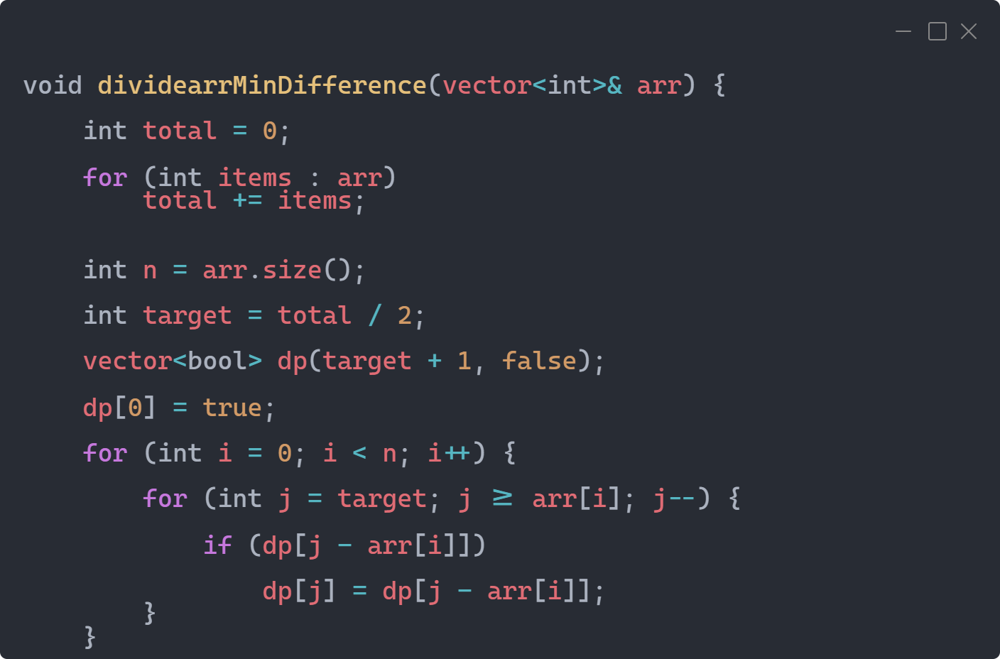 void dividearrMinDifference(vector<int>& arr) {
int total = 0;
for (int items : arr)
total += items;
int n = arr.size();
int target = total / 2;
vector<bool> dp(target + 1, false);
dp[0] = true;
for (int i = 0; i < n; i++) {
for (int j = target; j ≥ arr[i]; j--) {
if (dp[j - arr[i]])
dp[j] = dp[j - arr[i]];
}
}